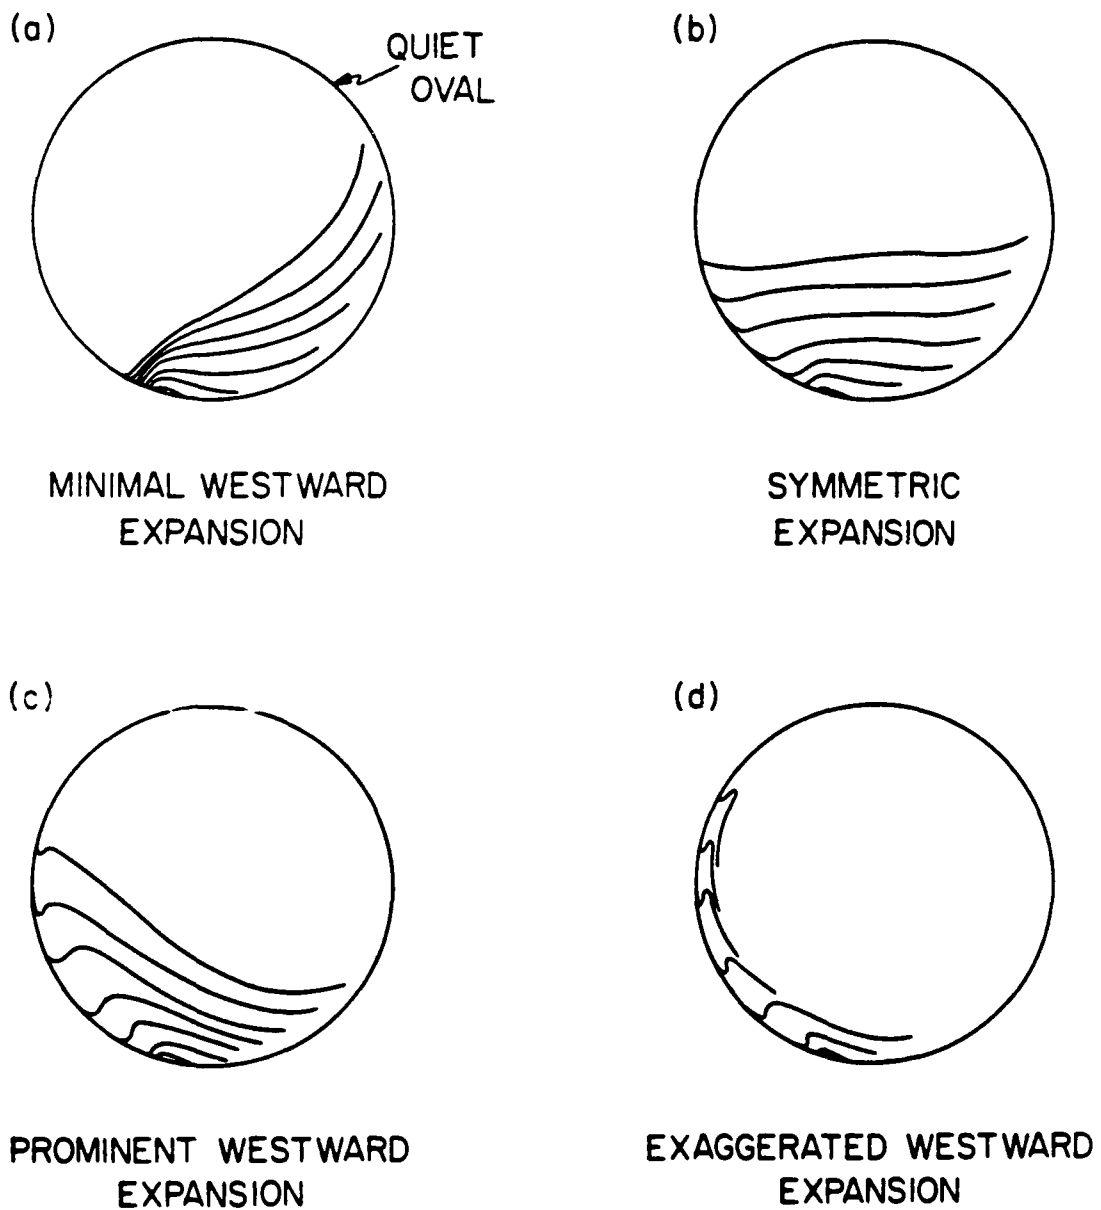 (a)
QUIET
OVAL
(b)
MINIMAL WESTWARD
EXPANSION
SYMMETRIC
EXPANSION
(c)
(d)
PROMINENT WESTWARD
EXPANSION
EXAGGERATED WESTWARD
EXPANSION